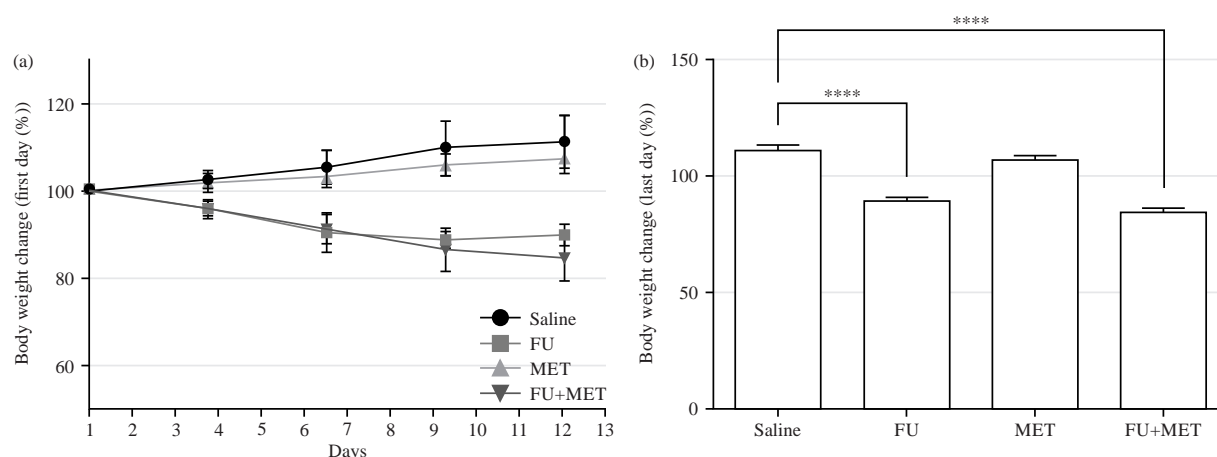 (a)
Body weight change (first day (%))
120
100
80
60
1 2 3 4 5 6 7 8 9 10 11 12 13
Days
Saline
FU
MET
FU+MET
(b)
Body weight change (last day (%))
150
100
50
0
****
****
Saline FU MET FU+MET